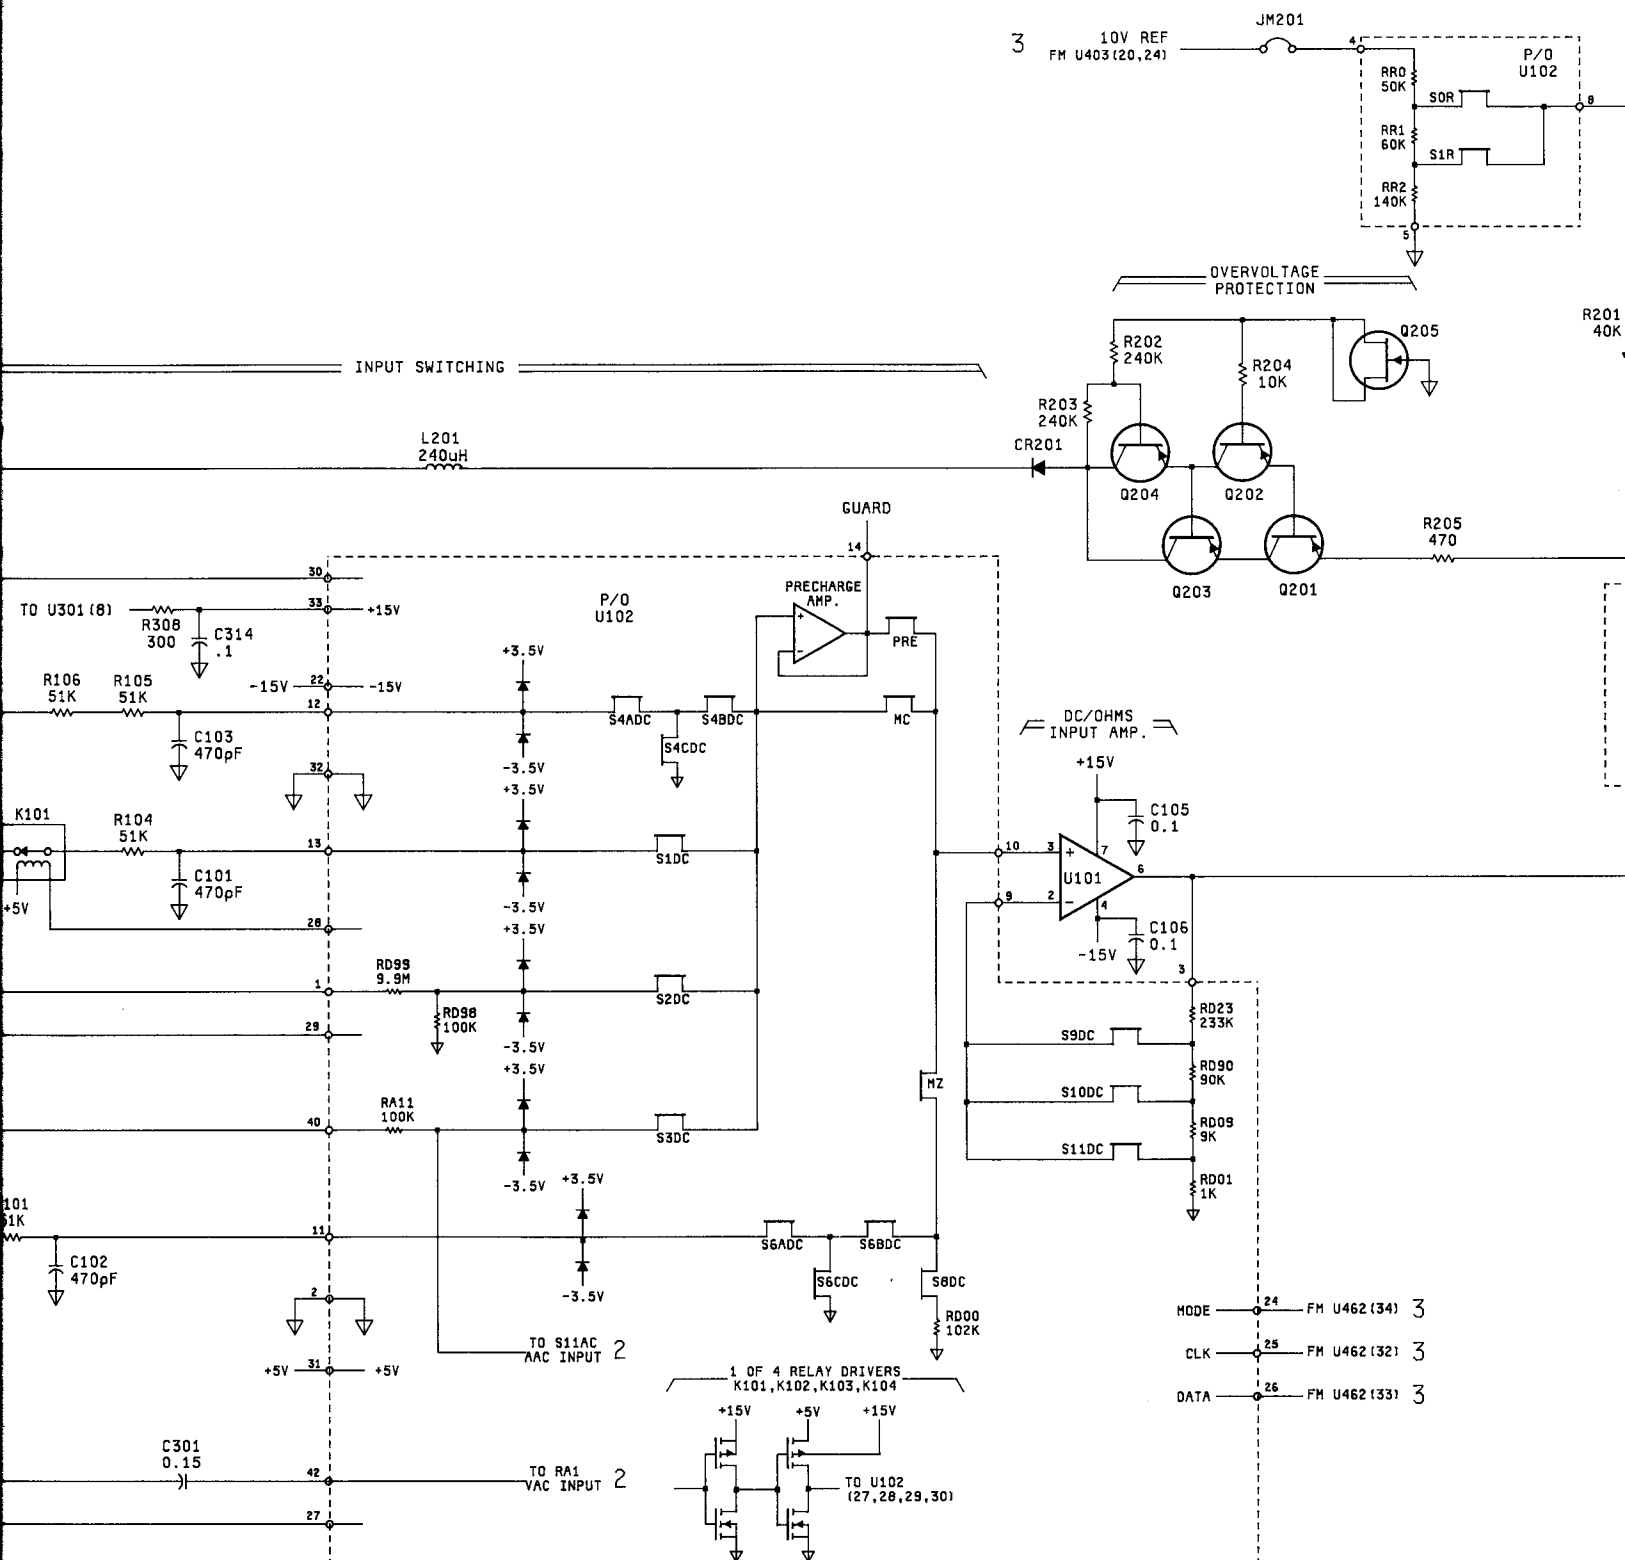 JM201
3
10V REF
FM U403(20,24)
4
P/O
U102
RR0
50K
S0R
8
RR1
60K
S1R
RR2
140K
5
OVERVOLTAGE
PROTECTION
R201
40K
Q205
R202
240K
R204
10K
INPUT SWITCHING
R203
240K
CR201
L201
240uH
Q204
Q202
GUARD
14
R205
470
Q203
Q201
30
PRECHARGE
AMP.
+
-
PRE
TO U301(8)
R308
300
C314
.1
33
+15V
P/O
U102
+3.5V
R106
51K
R105
51K
-15V
22
-15V
12
S4ADC
S4BDC
MC
S4CDC
C103
470pF
-3.5V
32
DC/OHMS
INPUT AMP.
+15V
C105
0.1
K101
R104
51K
+3.5V
13
S1DC
C101
470pF
+5V
-3.5V
28
10
3
+
7
U101
6
9
2
-
4
C106
0.1
-15V
3
+3.5V
RD99
9.9M
1
S2DC
RD98
100K
29
-3.5V
RD23
233K
S9DC
RD90
90K
S10DC
MZ
RD09
9K
S11DC
RD01
1K
+3.5V
RA11
100K
40
S3DC
-3.5V
+3.5V
101
51K
11
C102
470pF
S6ADC
S6BDC
S6CDC
S8DC
-3.5V
RD00
102K
2
TO S11AC
AAC INPUT 2
+5V
31
+5V
MODE
24
FM U462(34) 3
CLK
25
FM U462(32) 3
DATA
26
FM U462(33) 3
1 OF 4 RELAY DRIVERS
K101,K102,K103,K104
+15V
+5V
+15V
C301
0.15
42
TO RA1
VAC INPUT 2
TO U102
(27,28,29,30)
27